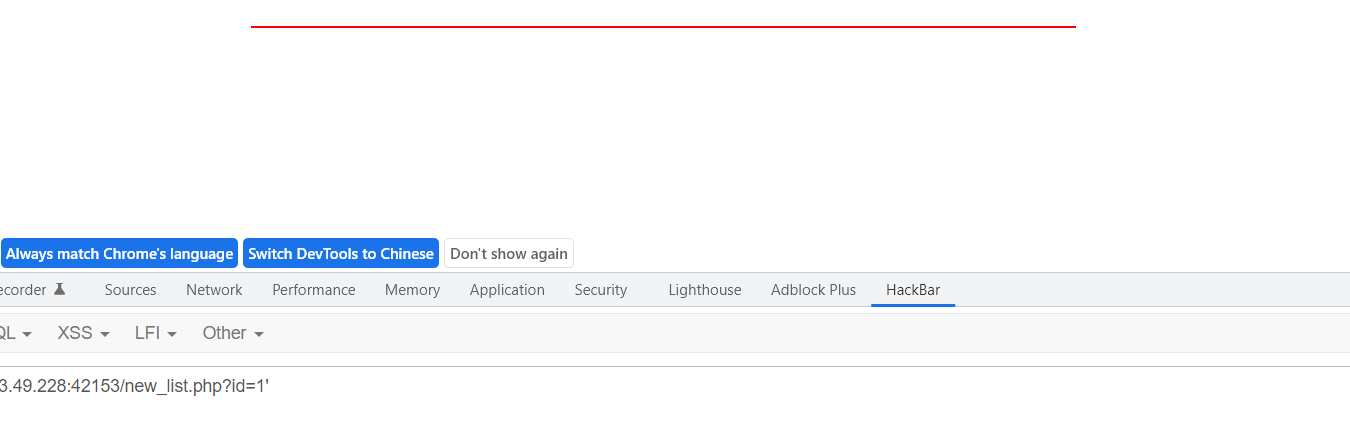 Always match Chrome's language Switch DevTools to Chinese Don't show again
ecorder Sources Network Performance Memory Application Security Lighthouse Adblock Plus HackBar
QL XSS LFI Other
3.49.228:42153/new_list.php?id=1'